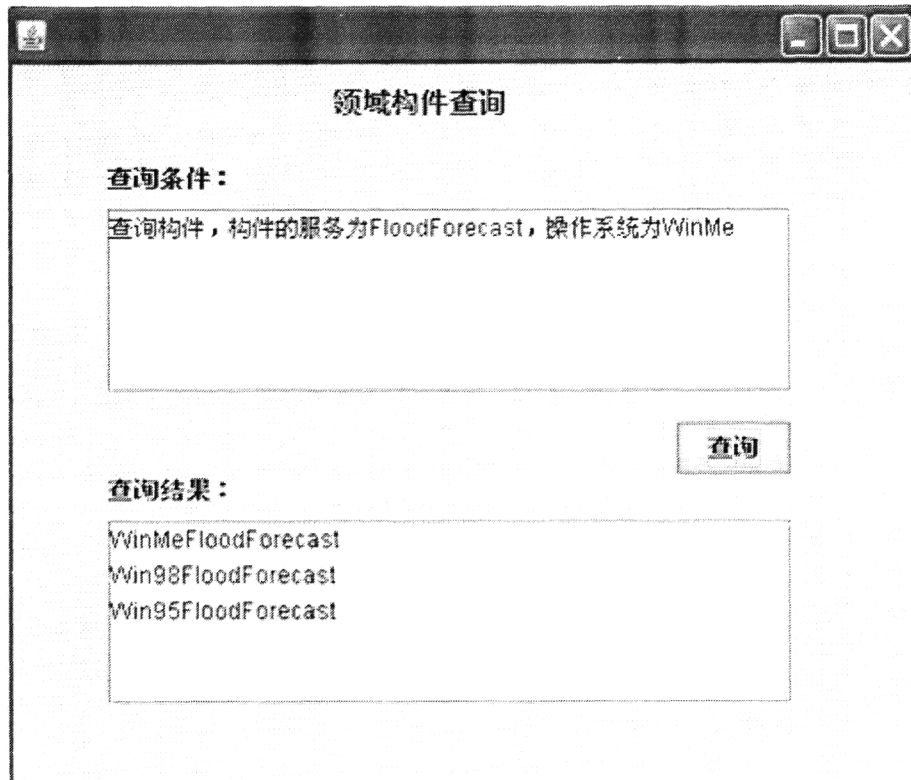 领域构件查询
查询条件：
查询构件，构件的服务为FloodForecast，操作系统为WinMe
查询
查询结果：
WinMeFloodForecast
Win98FloodForecast
Win95FloodForecast